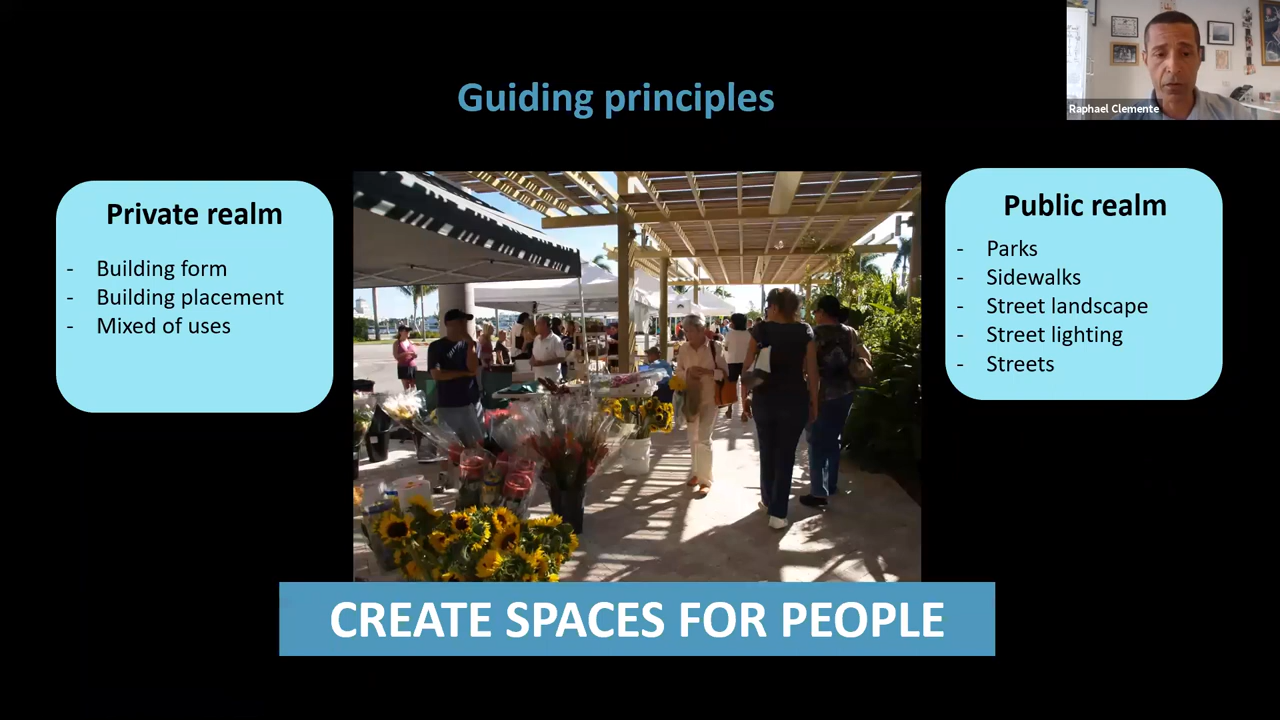 Guiding principles
Raphael Clemente
Private realm
- Building form
- Building placement
- Mixed of uses
Public realm
- Parks
- Sidewalks
- Street landscape
- Street lighting
- Streets
CREATE SPACES FOR PEOPLE